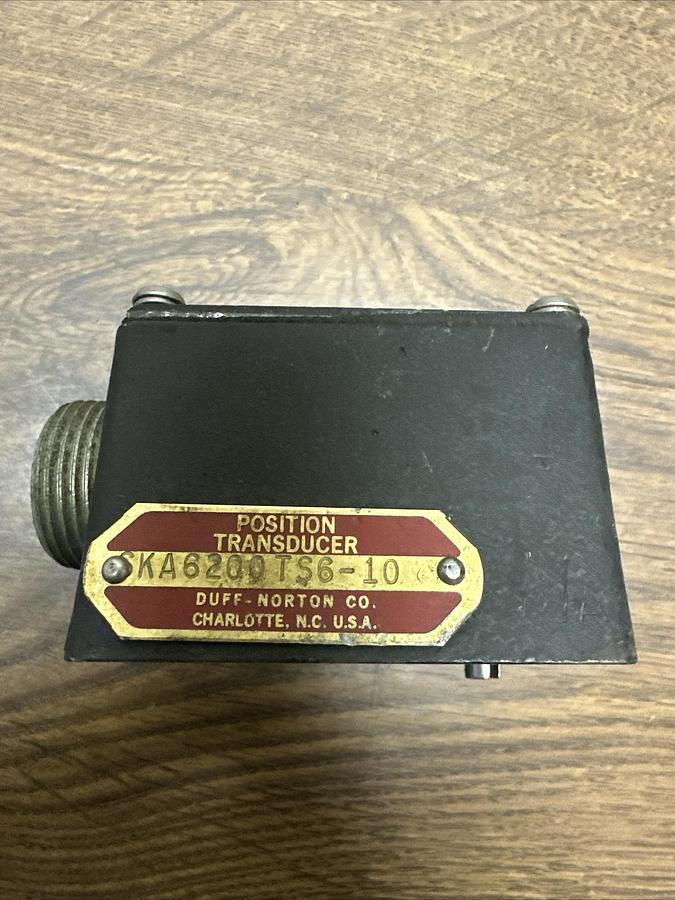 POSITION
TRANSDUCER
SKA6200TS6-10
DUFF-NORTON CO.
CHARLOTTE, N.C. U.S.A.